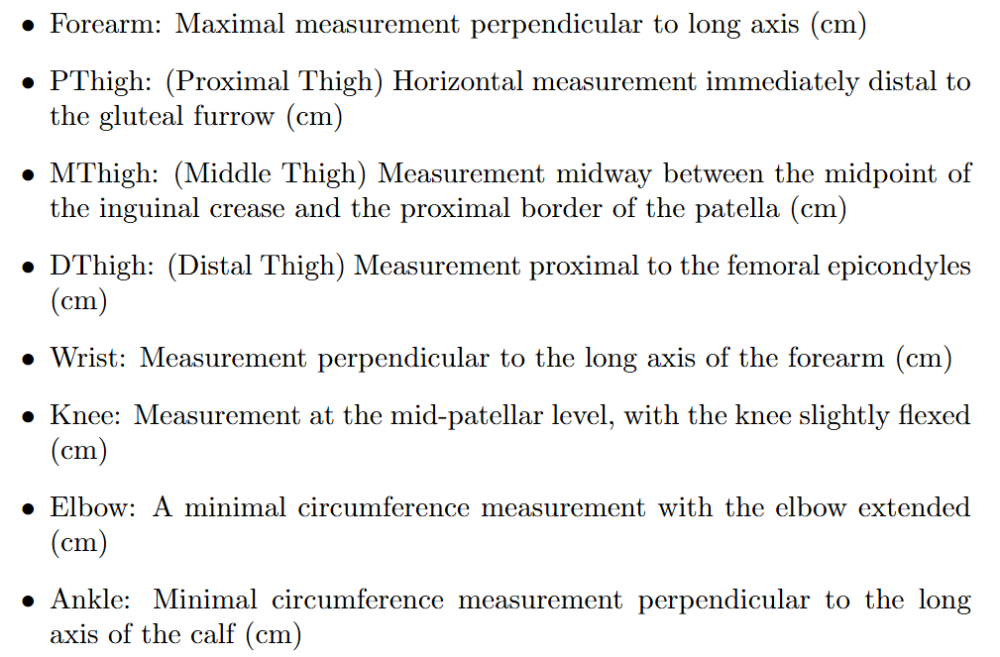 • Forearm: Maximal measurement perpendicular to long axis (cm)
• PThigh: (Proximal Thigh) Horizontal measurement immediately distal to
the gluteal furrow (cm)
• MThigh: (Middle Thigh) Measurement midway between the midpoint of
the inguinal crease and the proximal border of the patella (cm)
• DThigh: (Distal Thigh) Measurement proximal to the femoral epicondyles
(cm)
• Wrist: Measurement perpendicular to the long axis of the forearm (cm)
• Knee: Measurement at the mid-patellar level, with the knee slightly flexed
(cm)
• Elbow: A minimal circumference measurement with the elbow extended
(cm)
• Ankle: Minimal circumference measurement perpendicular to the long
axis of the calf (cm)